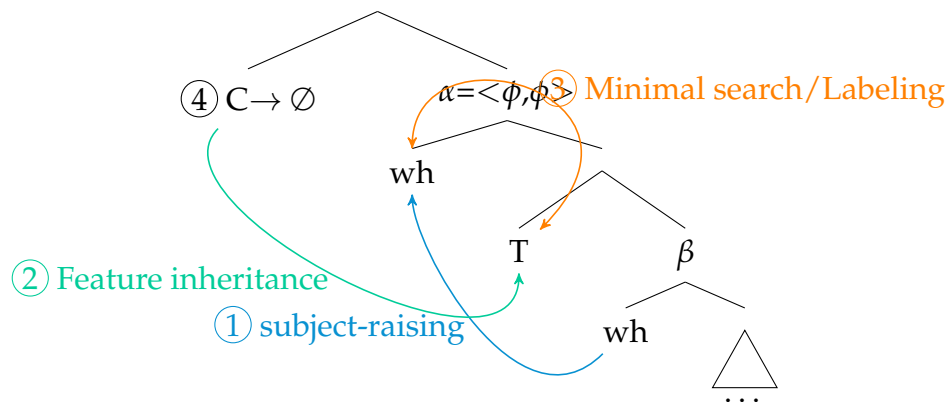 ④ C→ ∅
α=<ϕ,ϕ>
③ Minimal search/Labeling
wh
T
β
② Feature inheritance
① subject-raising
wh
...